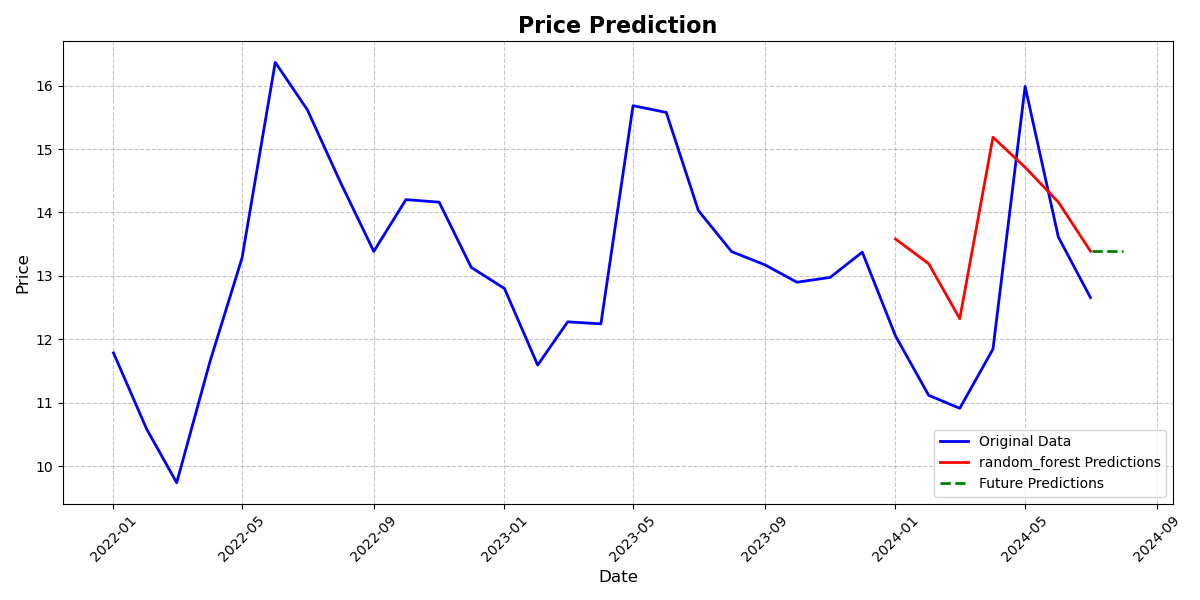 Price Prediction
Price
16
15
14
13
12
11
10
2022-01
2022-05
2022-09
2023-01
2023-05
2023-09
2024-01
2024-05
2024-09
Date
Original Data
random_forest Predictions
Future Predictions